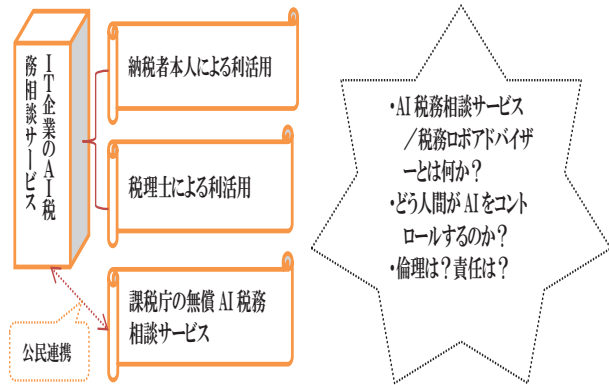 IT企業のAI税
務相談サービス
納税者本人による利活用
税理士による利活用
課税庁の無償 AI 税務
相談サービス
公民連携
・AI 税務相談サービス
／税務ロボアドバイザ
ーとは何か？
・どう人間が AI をコント
ロールするのか？
・倫理は？責任は？